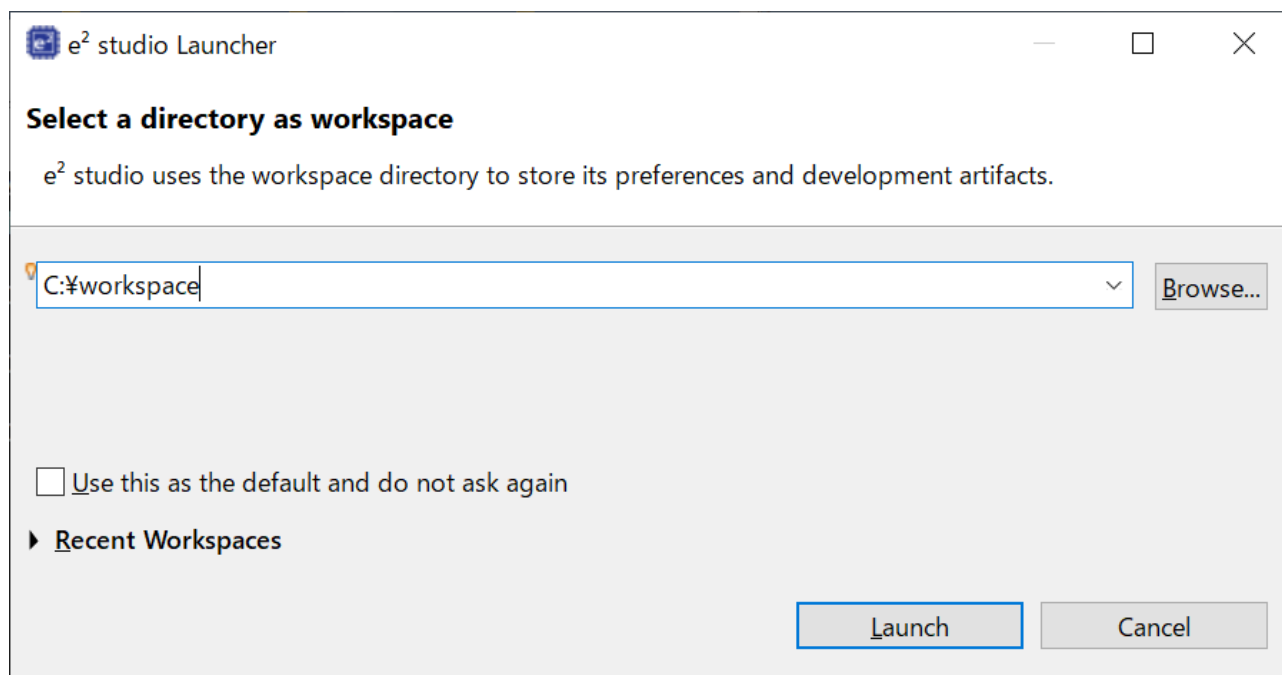 e² studio Launcher
Select a directory as workspace
e² studio uses the workspace directory to store its preferences and development artifacts.
C:¥workspace
Browse...
Use this as the default and do not ask again
Recent Workspaces
Launch Cancel